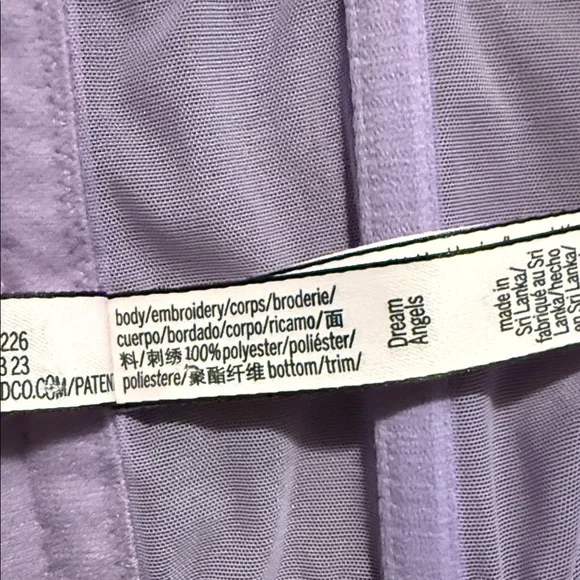 226
3 23
DCO.COM/PATEN
body/embroidery/corps/broderie/
cuerpo/bordado/corpo/ricamo/面
料/刺绣 100%polyester/poliéster/
poliestere/聚酯纤维 bottom/trim/
Dream
Angels
made in
Sri Lanka/
fabriqué au Sri
Lanka/hecho
Sri Lanka/